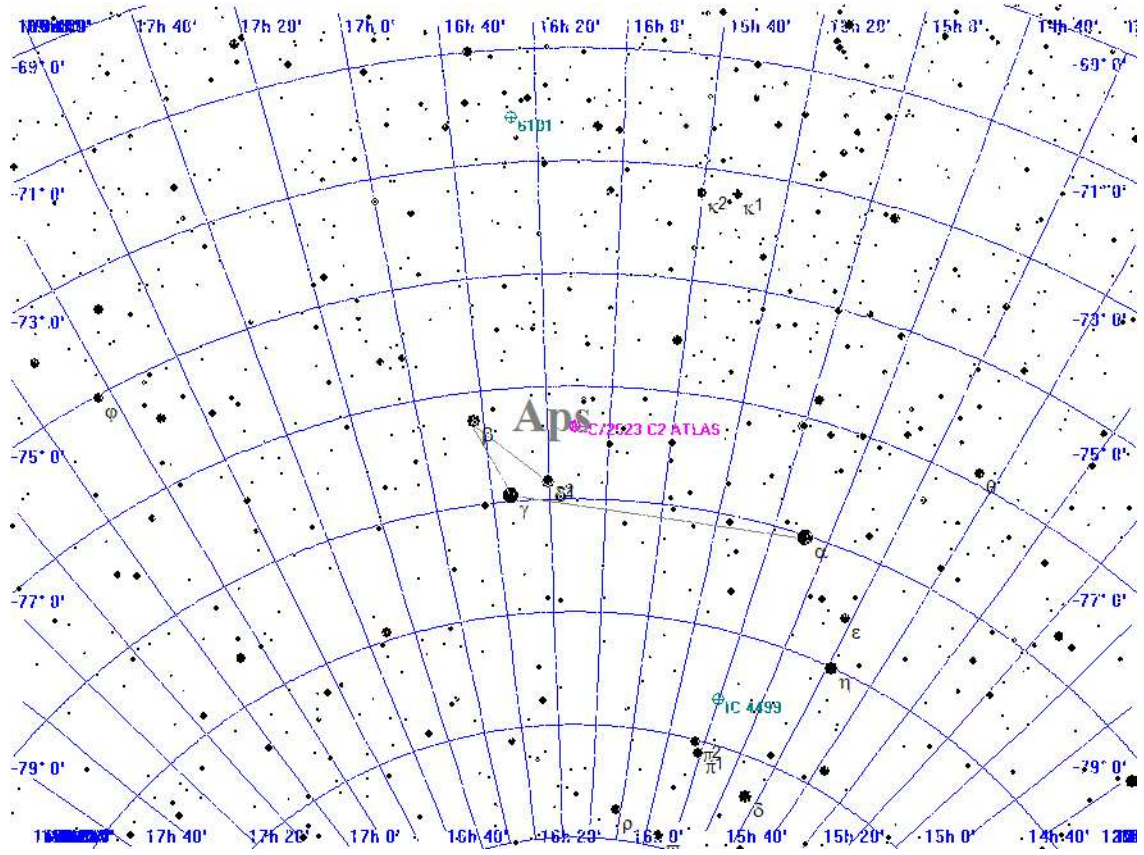 17h 40' 17h 20' 17h 0' 16h 40' 16h 20' 16h 0' 15h 40' 15h 20' 15h 0' 14h 40'
-69° 0' -69° 0'
6101
-71° 0' -71° 0'
κ2 κ1
-73° 0' -73° 0'
Aps
φ
β C/2023 C2 ATLAS
-75° 0' -75° 0'
θ
γ
α
-77° 0' -77° 0'
ε
η
IC 4499
π2
π1
-79° 0' -79° 0'
ρ δ
17h 40' 17h 20' 17h 0' 16h 40' 16h 20' 16h 0' 15h 40' 15h 20' 15h 0' 14h 40'